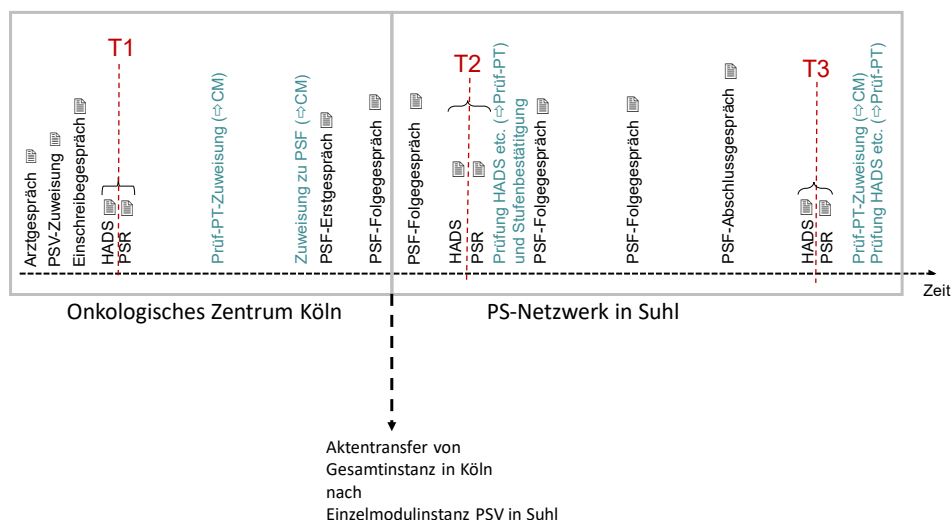 T1
T2
T3
Arztgespräch
PSV-Zuweisung
Einschreibegespräch
HADS
PSR
Prüf-PT-Zuweisung (⇨CM)
Zuweisung zu PSF (⇨CM)
PSF-Erstgespräch
PSF-Folgegespräch
PSF-Folgegespräch
HADS
PSR
Prüfung HADS etc. (⇨Prüf-PT)
und Stufenbestätitgung
PSF-Folgegespräch
PSF-Folgegespräch
PSF-Abschlussgespräch
HADS
PSR
Prüf-PT-Zuweisung (⇨CM)
Prüfung HADS etc. (⇨Prüf-PT)
Zeit
Onkologisches Zentrum Köln
PS-Netzwerk in Suhl
Aktentransfer von
Gesamtinstanz in Köln
nach
Einzelmodulinstanz PSV in Suhl